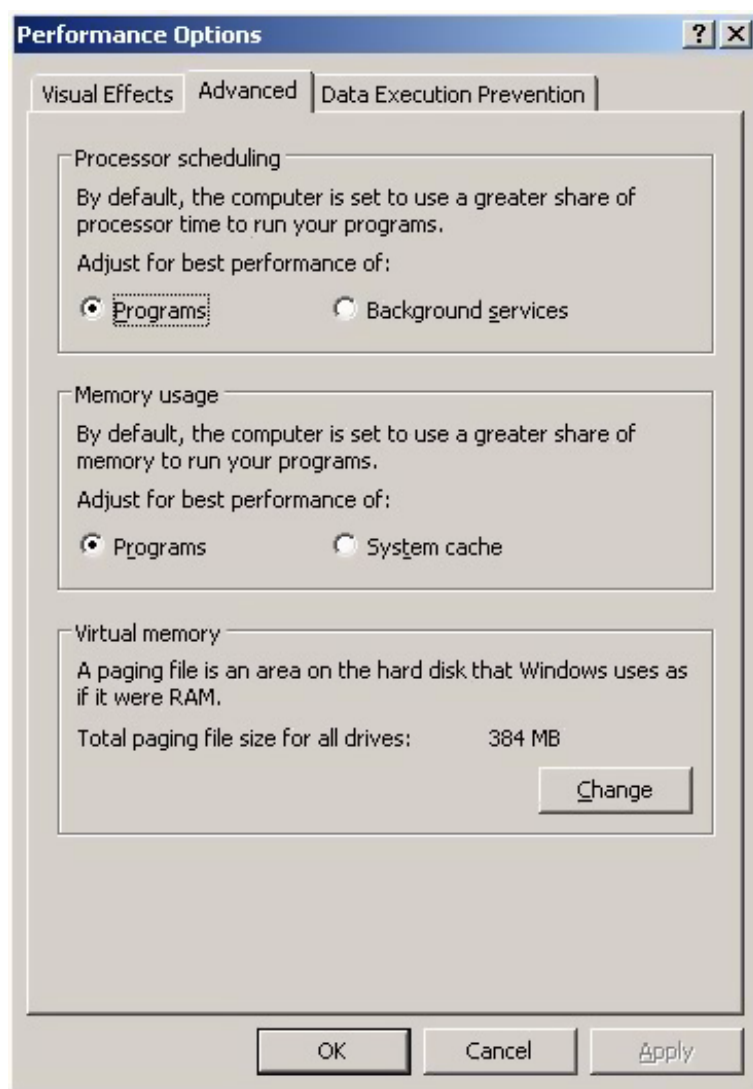 Performance Options
Visual Effects
Advanced
Data Execution Prevention
Processor scheduling
By default, the computer is set to use a greater share of
processor time to run your programs.
Adjust for best performance of:
Programs
Background services
Memory usage
By default, the computer is set to use a greater share of
memory to run your programs.
Adjust for best performance of:
Programs
System cache
Virtual memory
A paging file is an area on the hard disk that Windows uses as
if it were RAM.
Total paging file size for all drives: 384 MB
Change
OK
Cancel
Apply